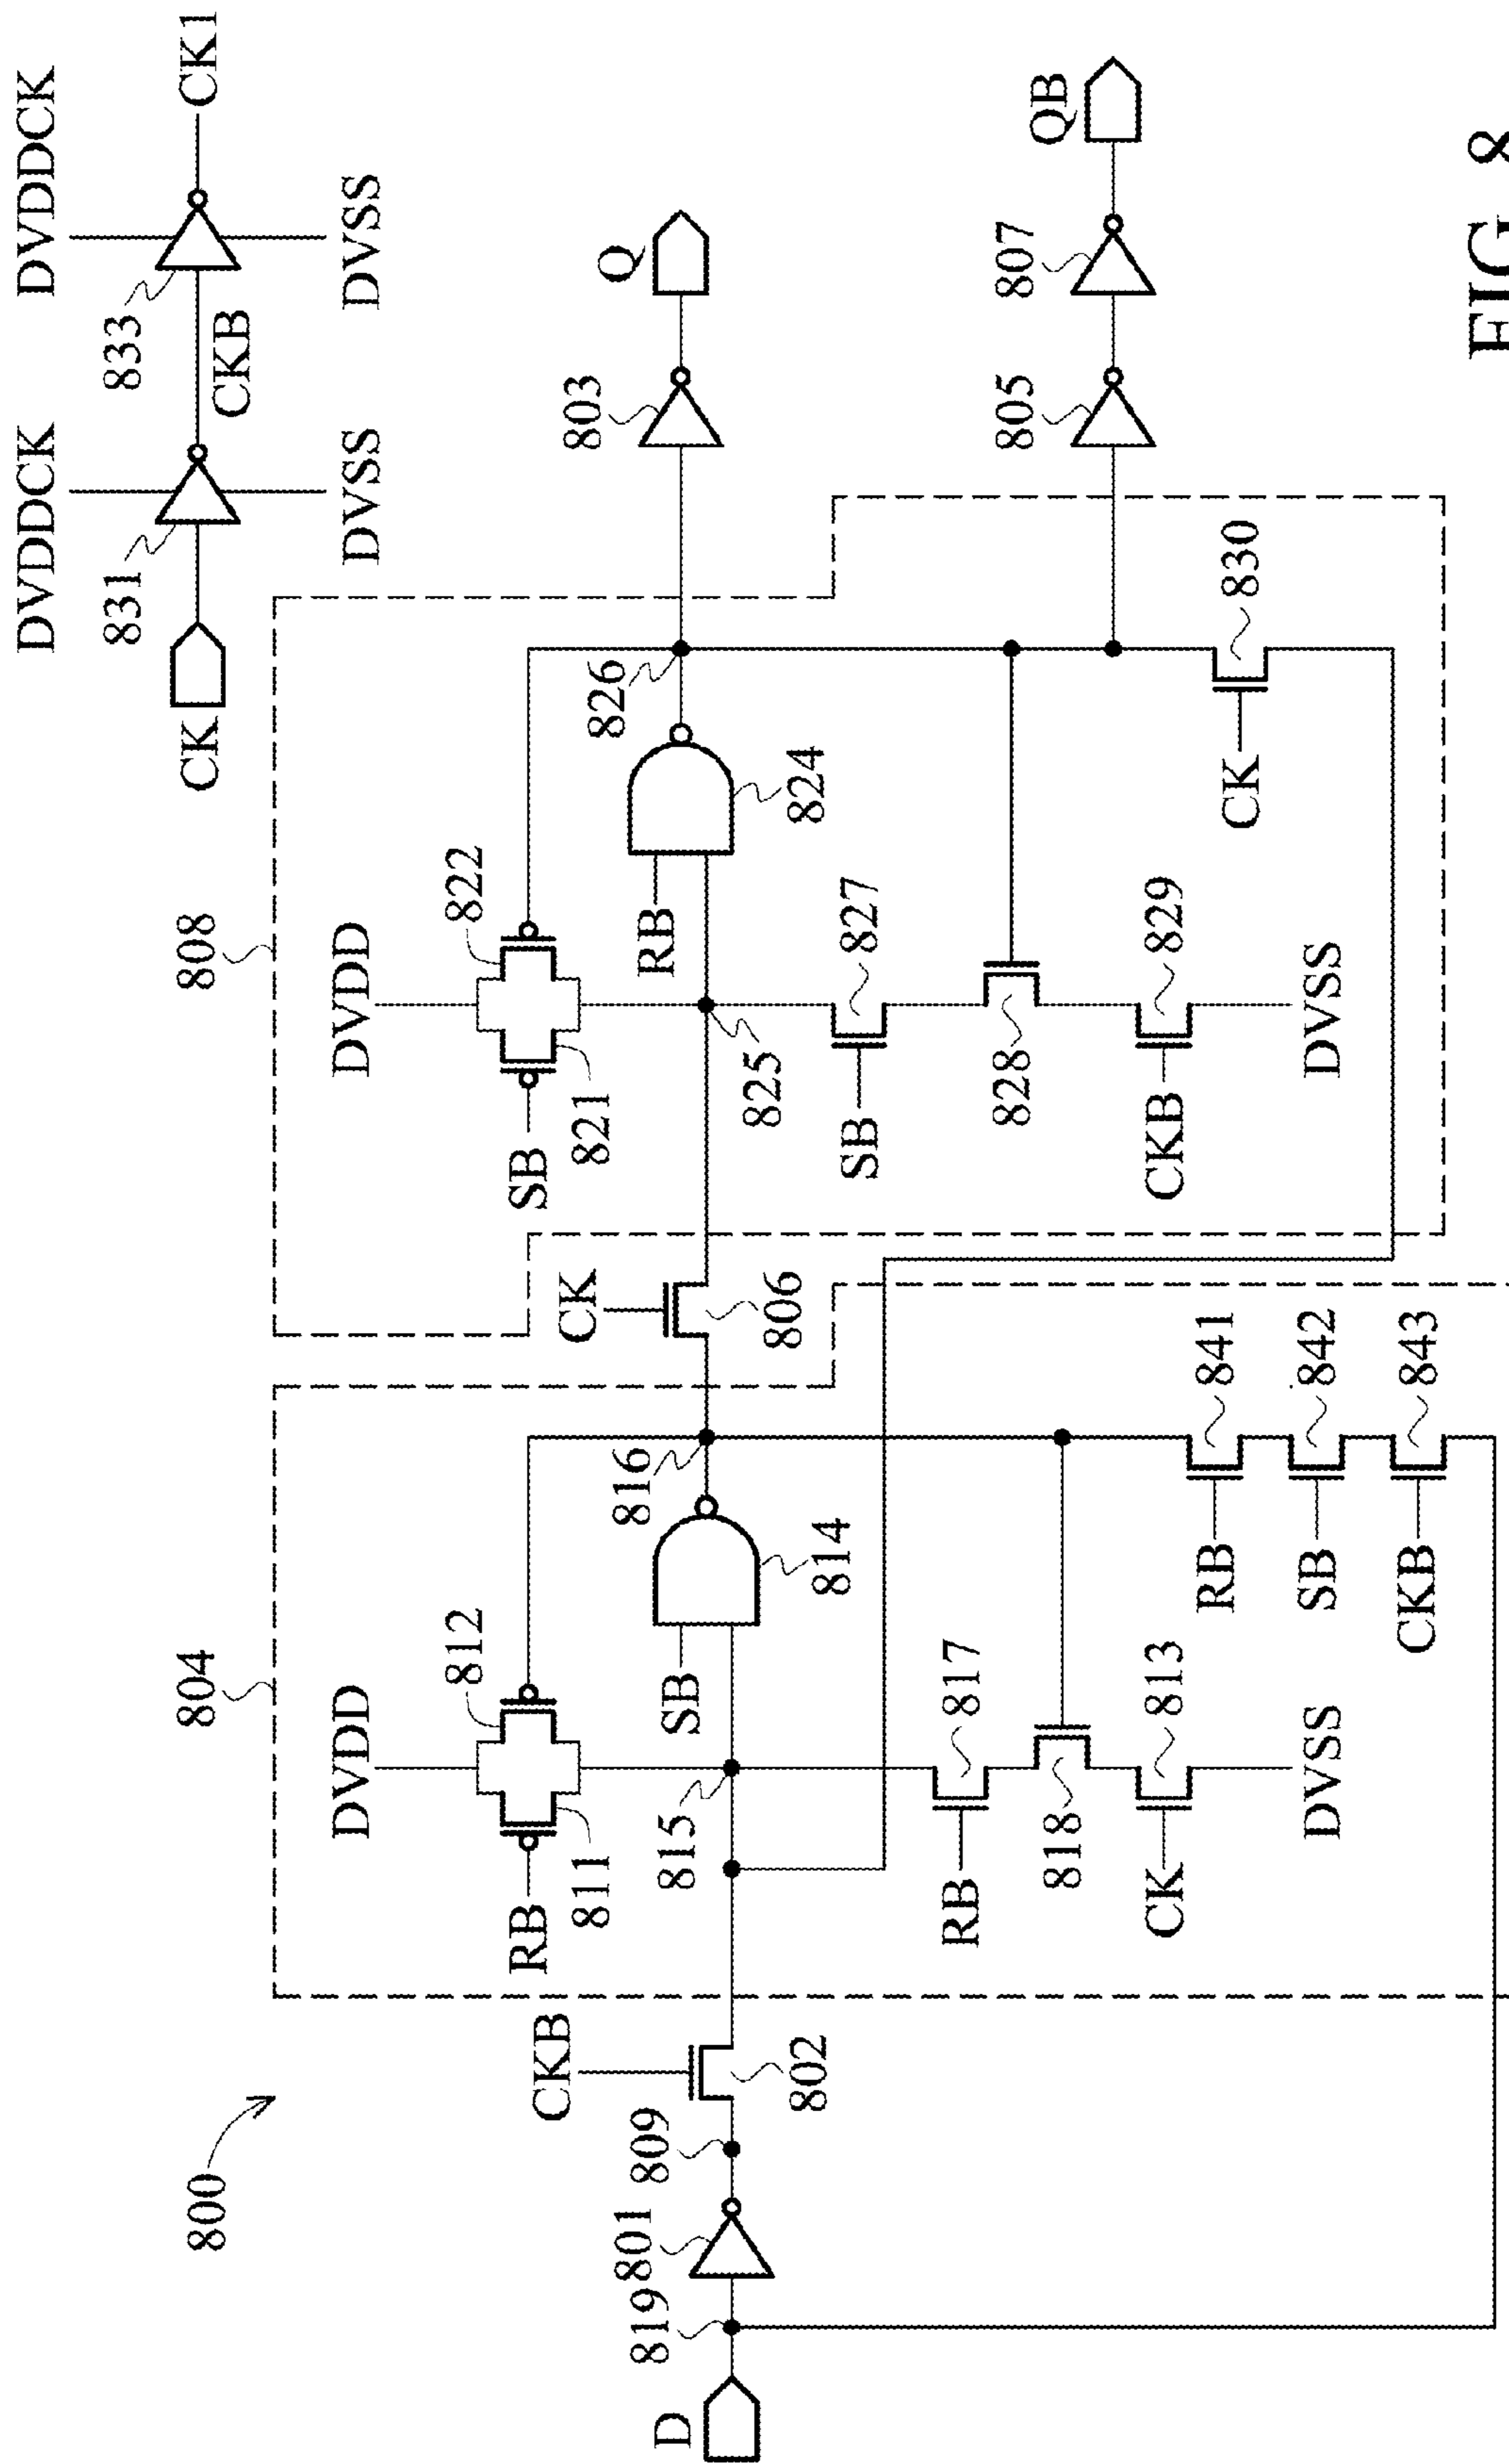 800
D
819
801
809
CKB
802
804
DVDD
RB
811
812
815
SB
814
816
RB
817
818
CK
813
DVSS
RB
841
SB
842
CKB
843
CK
806
808
DVDD
SB
821
822
825
RB
824
826
SB
827
828
CKB
829
DVSS
CK
830
803
Q
805
807
QB
CK
831
DVDDCK
DVSS
CKB
833
DVDDCK
DVSS
CK1
FIG. 8